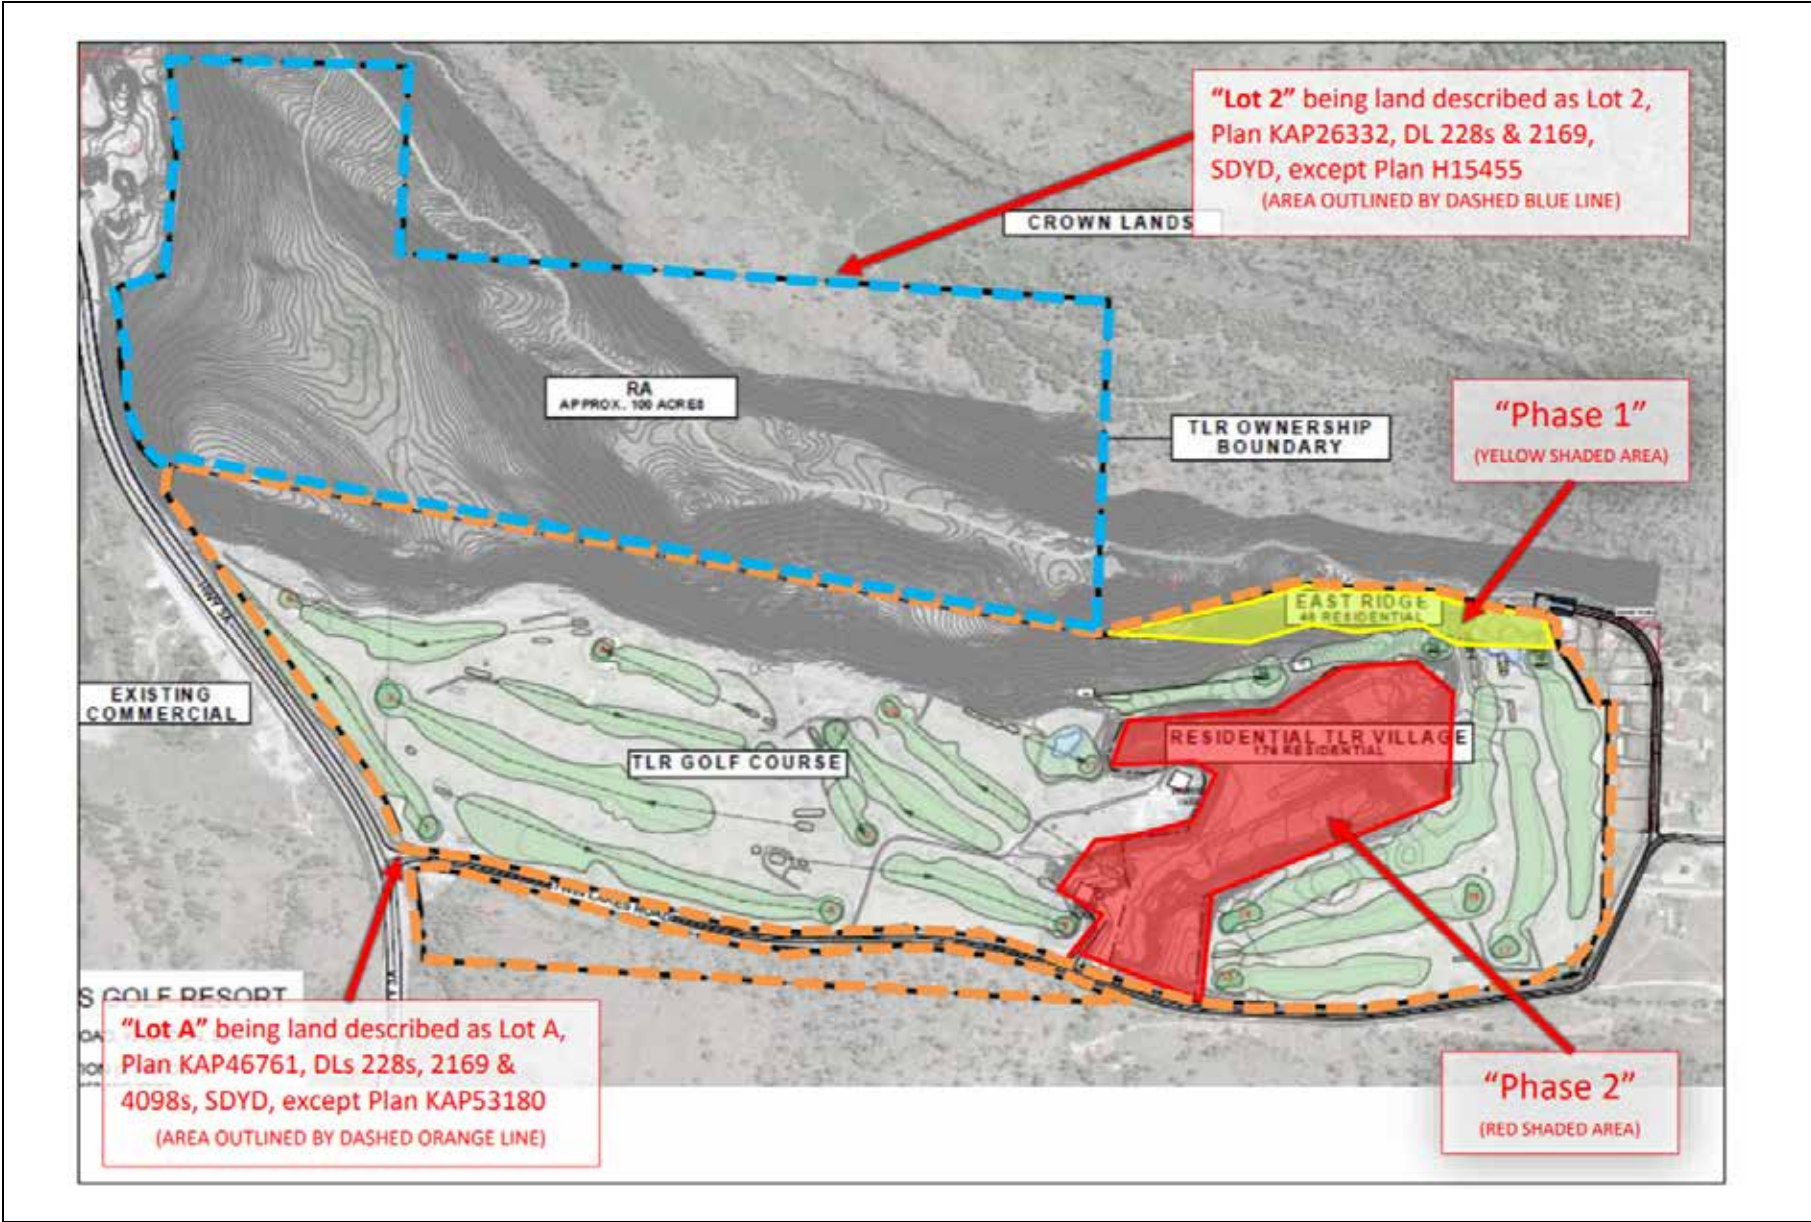 “Lot 2” being land described as Lot 2,
Plan KAP26332, DL 228s & 2169,
SDYD, except Plan H15455
(AREA OUTLINED BY DASHED BLUE LINE)
CROWN LANDS
RA
APPROX. 100 ACRES
TLR OWNERSHIP
BOUNDARY
“Phase 1”
(YELLOW SHADED AREA)
EAST RIDGE
RESIDENTIAL
HWY 3A
EXISTING
COMMERCIAL
TLR GOLF COURSE
RESIDENTIAL TLR VILLAGE
RESIDENTIAL
LAKES ROAD
S GOLF RESORT
“Lot A” being land described as Lot A,
Plan KAP46761, DLs 228s, 2169 &
4098s, SDYD, except Plan KAP53180
(AREA OUTLINED BY DASHED ORANGE LINE)
“Phase 2”
(RED SHADED AREA)